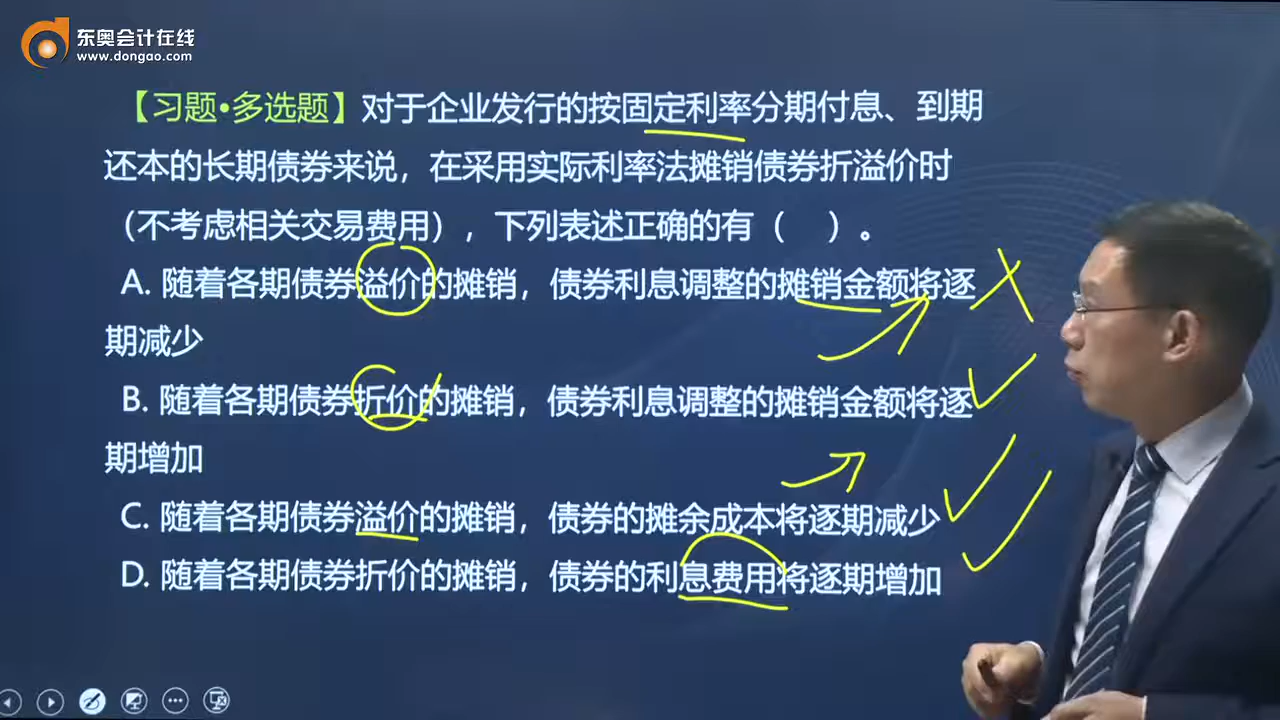 东奥会计在线
www.dongao.com
【习题•多选题】对于企业发行的按固定利率分期付息、到期
还本的长期债券来说，在采用实际利率法摊销债券折溢价时
（不考虑相关交易费用），下列表述正确的有（　）。
A. 随着各期债券溢价的摊销，债券利息调整的摊销金额将逐
期减少
B. 随着各期债券折价的摊销，债券利息调整的摊销金额将逐
期增加
C. 随着各期债券溢价的摊销，债券的摊余成本将逐期减少
D. 随着各期债券折价的摊销，债券的利息费用将逐期增加